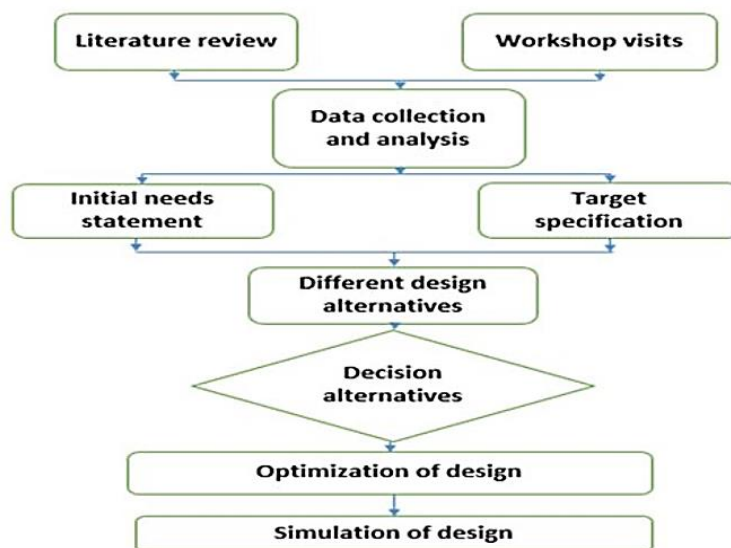 Literature review
Workshop visits
Data collection
and analysis
Initial needs
statement
Target
specification
Different design
alternatives
Decision
alternatives
Optimization of design
Simulation of design